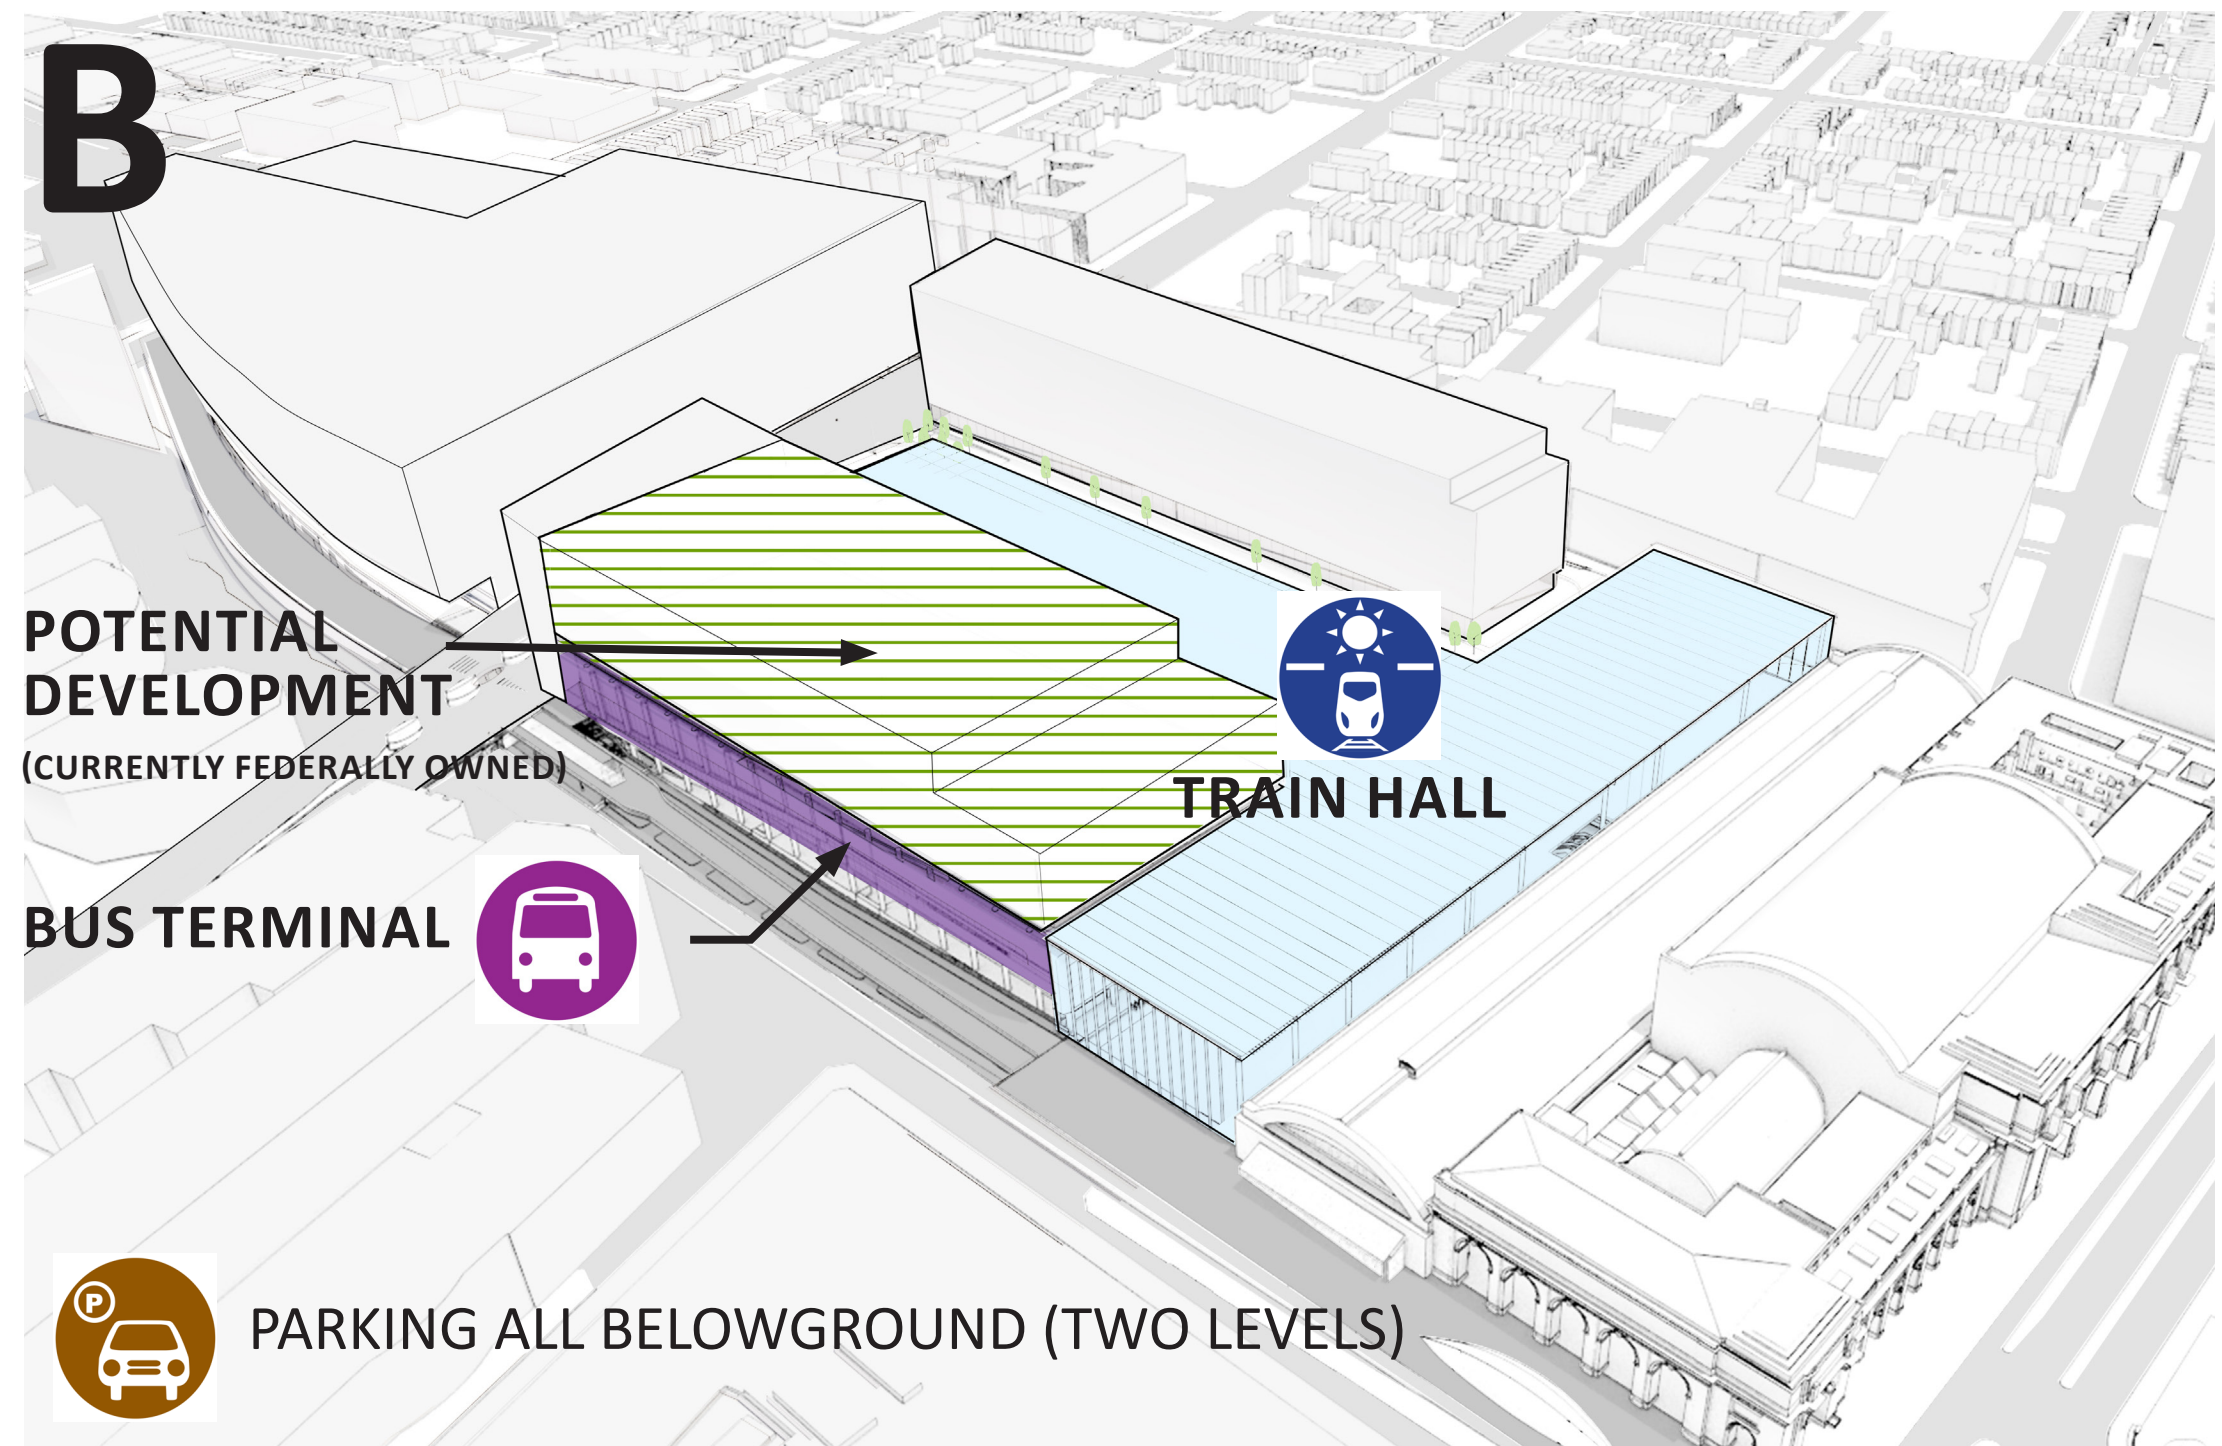 B
POTENTIAL
DEVELOPMENT
(CURRENTLY FEDERALLY OWNED)
TRAIN HALL
BUS TERMINAL
P
PARKING ALL BELOWGROUND (TWO LEVELS)